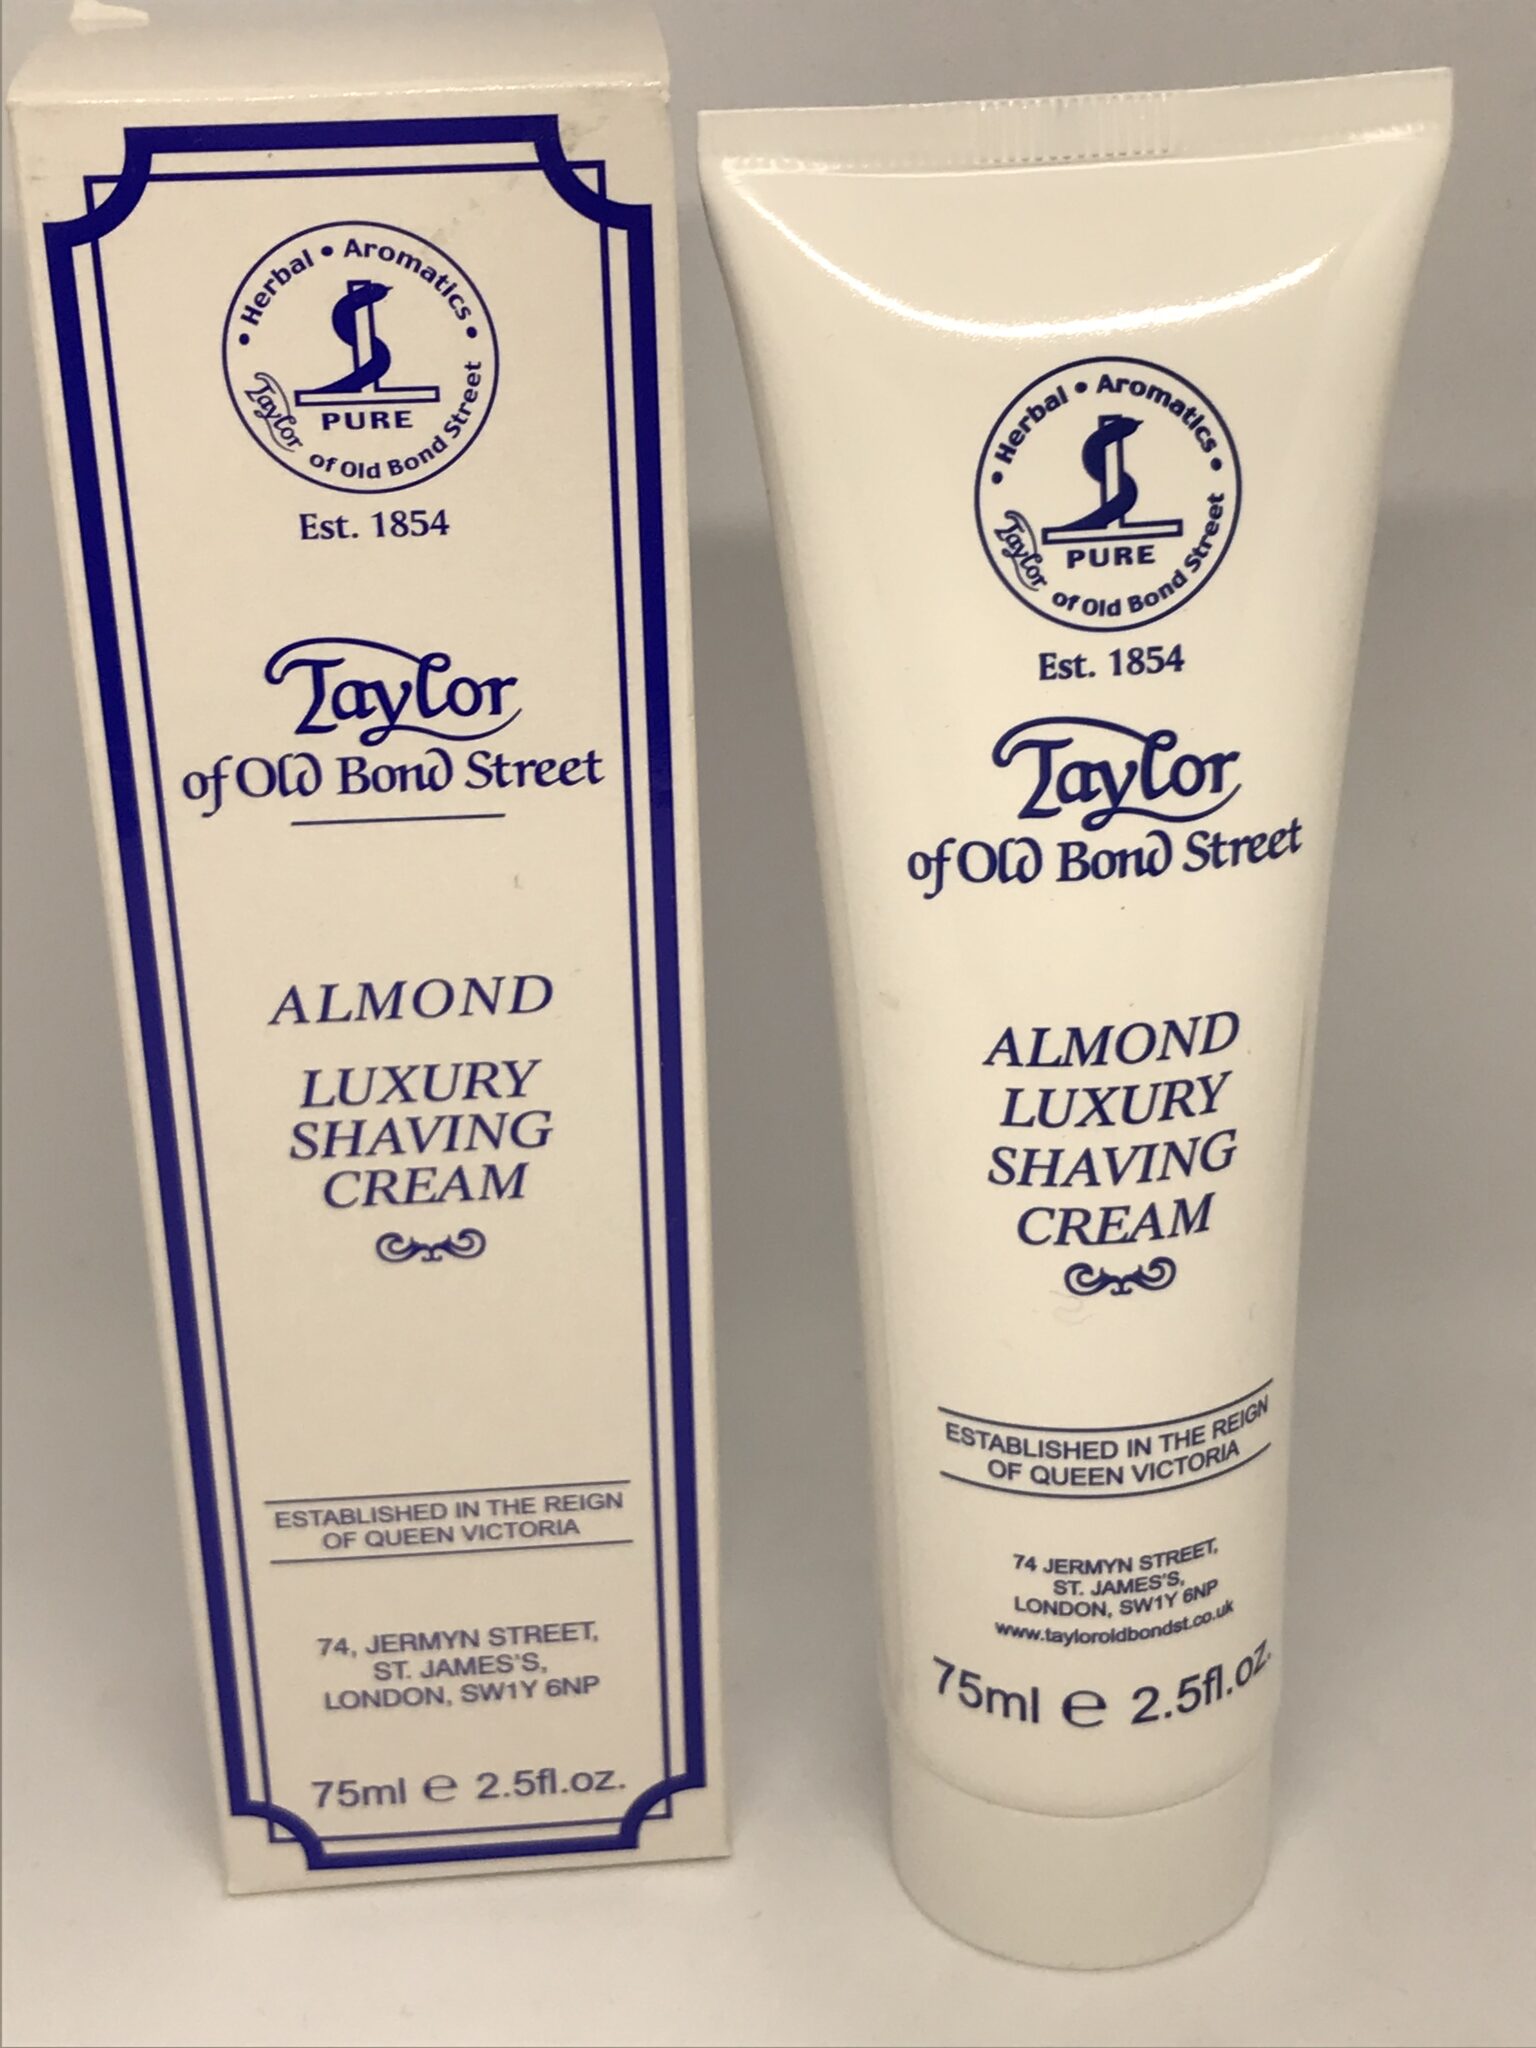 Herbal • Aromatics
PURE
Taylor of Old Bond Street
Est. 1854
Taylor
of Old Bond Street
ALMOND
LUXURY
SHAVING
CREAM
ESTABLISHED IN THE REIGN
OF QUEEN VICTORIA
74, JERMYN STREET,
ST. JAMES'S,
LONDON, SW1Y 6NP
75ml e 2.5fl.oz.
Herbal • Aromatics
PURE
Taylor of Old Bond Street
Est. 1854
Taylor
of Old Bond Street
ALMOND
LUXURY
SHAVING
CREAM
ESTABLISHED IN THE REIGN
OF QUEEN VICTORIA
74 JERMYN STREET,
ST. JAMES'S,
LONDON, SW1Y 6NP
www.tayloroldbondst.co.uk
75ml e 2.5fl.oz.